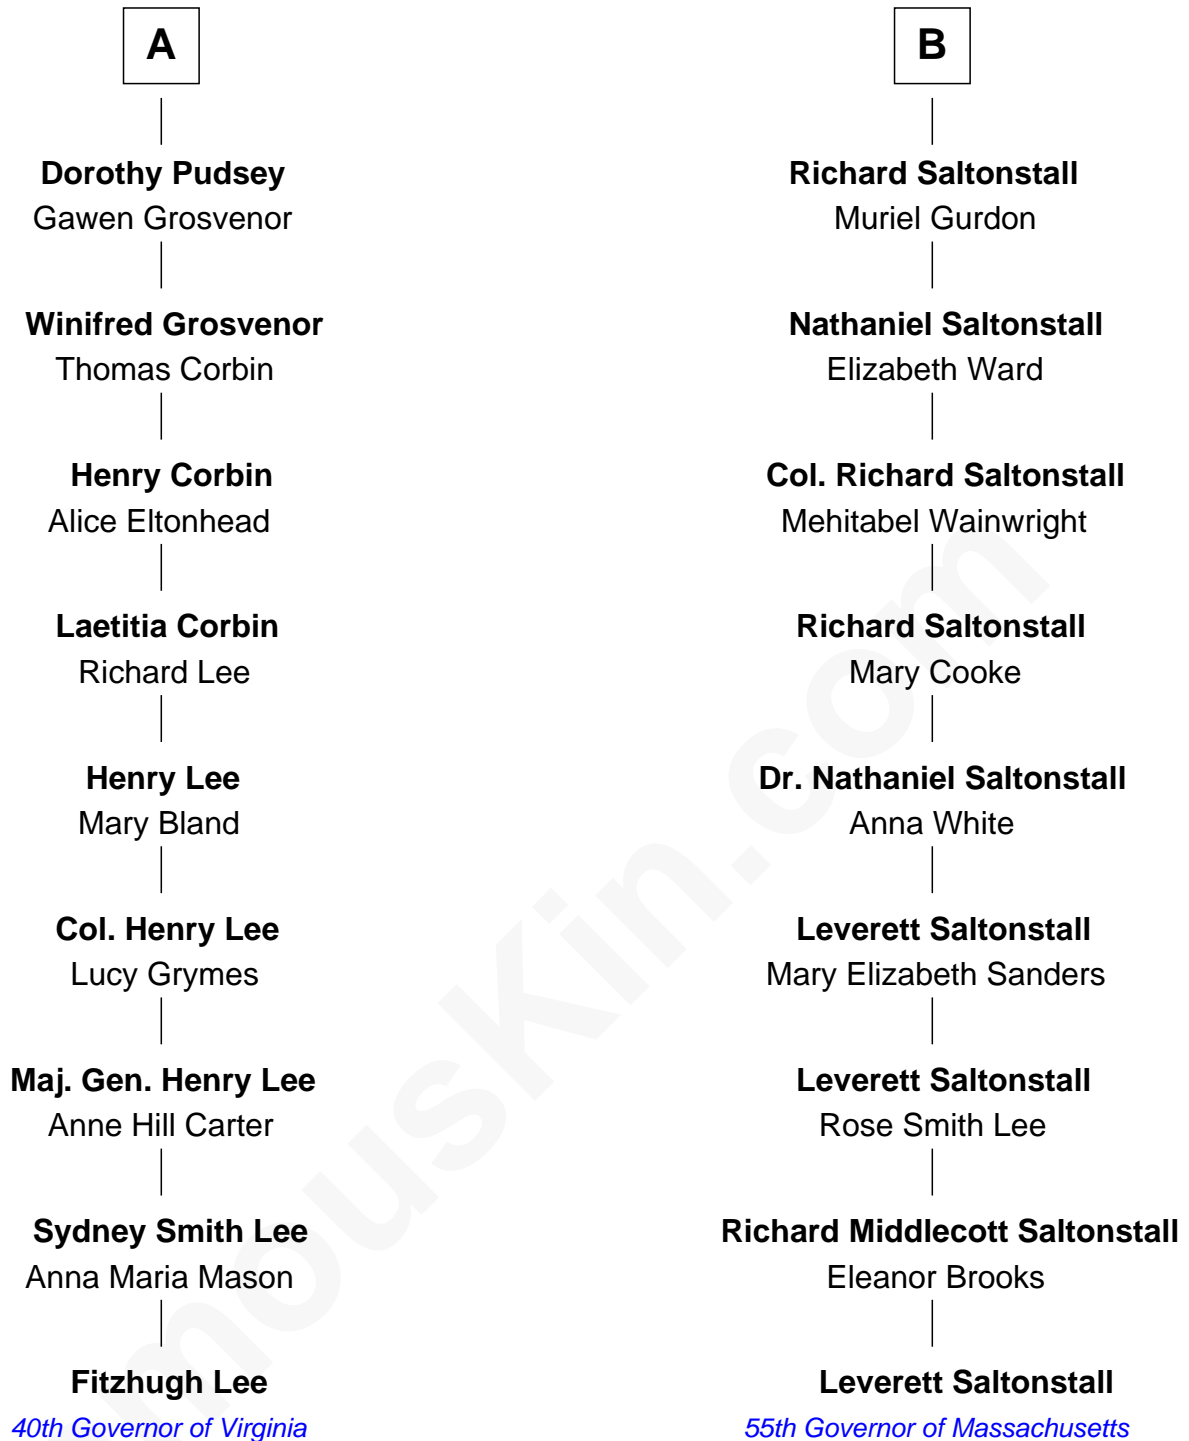 A
Dorothy Pudsey
Gawen Grosvenor
Winifred Grosvenor
Thomas Corbin
Henry Corbin
Alice Eltonhead
Laetitia Corbin
Richard Lee
Henry Lee
Mary Bland
Col. Henry Lee
Lucy Grymes
Maj. Gen. Henry Lee
Anne Hill Carter
Sydney Smith Lee
Anna Maria Mason
Fitzhugh Lee
40th Governor of Virginia
B
Richard Saltonstall
Muriel Gurdon
Nathaniel Saltonstall
Elizabeth Ward
Col. Richard Saltonstall
Mehitabel Wainwright
Richard Saltonstall
Mary Cooke
Dr. Nathaniel Saltonstall
Anna White
Leverett Saltonstall
Mary Elizabeth Sanders
Leverett Saltonstall
Rose Smith Lee
Richard Middlecott Saltonstall
Eleanor Brooks
Leverett Saltonstall
55th Governor of Massachusetts
mousKin.com